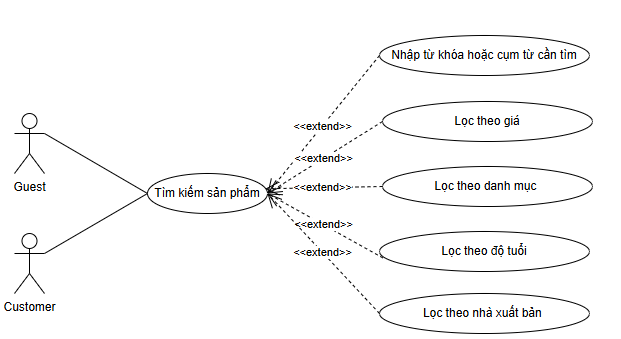 Nhập từ khóa hoặc cụm từ cần tìm
<<extend>>
Lọc theo giá
<<extend>>
Guest
Tìm kiếm sản phẩm
<<extend>>
Lọc theo danh mục
<<extend>>
Lọc theo độ tuổi
<<extend>>
Customer
Lọc theo nhà xuất bản